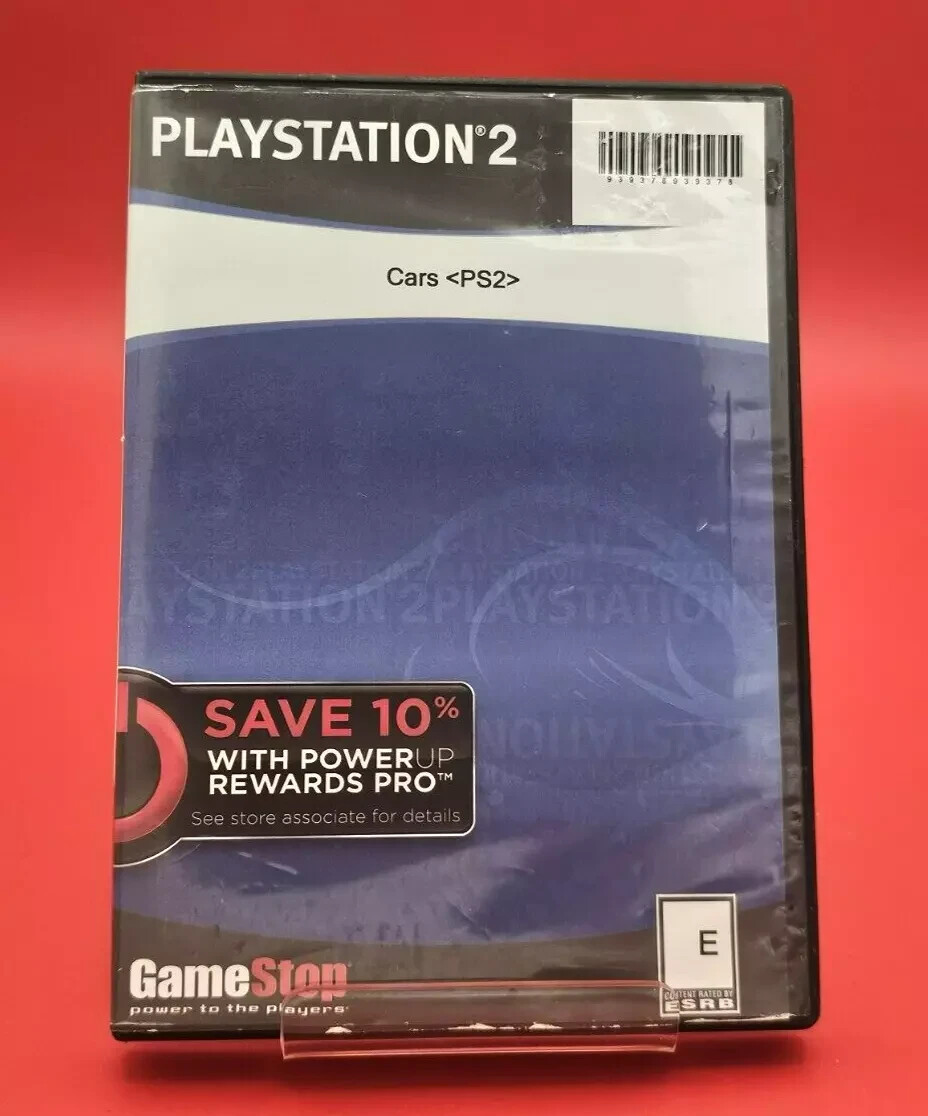 PLAYSTATION®2
Cars <PS2>
AYSTATION 2PLAYSTATION
SAVE 10%
WITH POWERUP
REWARDS PRO™
See store associate for details
E
GameStop
power to the players
CONTENT RATED BY
ESRB